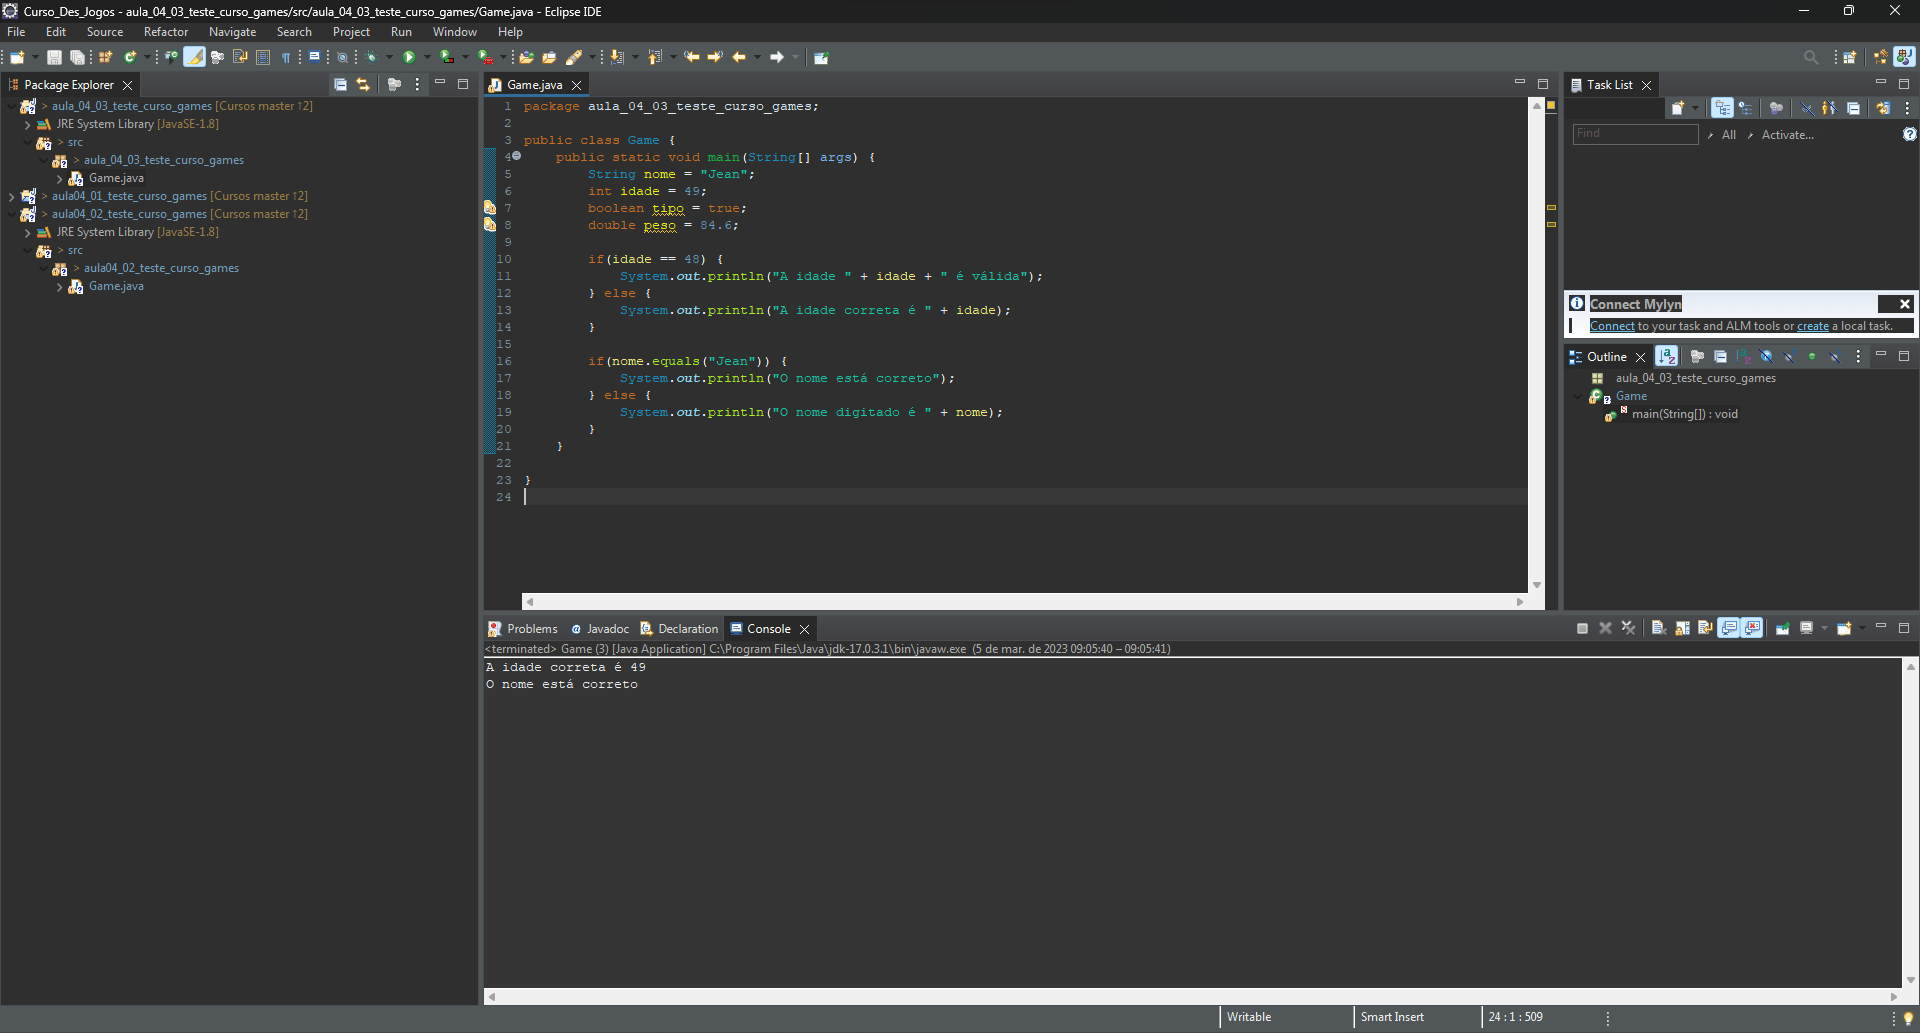 Curso_Des_Jogos - aula_04_03_teste_curso_games/src/aula_04_03_teste_curso_games/Game.java - Eclipse IDE
File Edit Source Refactor Navigate Search Project Run Window Help
Package Explorer
> aula_04_03_teste_curso_games [Cursos master ↑2]
JRE System Library [JavaSE-1.8]
> src
> aula_04_03_teste_curso_games
Game.java
> aula04_01_teste_curso_games [Cursos master ↑2]
> aula04_02_teste_curso_games [Cursos master ↑2]
JRE System Library [JavaSE-1.8]
> src
> aula04_02_teste_curso_games
Game.java
Game.java
1 package aula_04_03_teste_curso_games;
2
3 public class Game {
4 public static void main(String[] args) {
5 String nome = "Jean";
6 int idade = 49;
7 boolean tipo = true;
8 double peso = 84.6;
9
10 if(idade == 48) {
11 System.out.println("A idade " + idade + " é válida");
12 } else {
13 System.out.println("A idade correta é " + idade);
14 }
15
16 if(nome.equals("Jean")) {
17 System.out.println("O nome está correto");
18 } else {
19 System.out.println("O nome digitado é " + nome);
20 }
21 }
22
23 }
24
Task List
Find All Activate...
Connect Mylyn
Connect to your task and ALM tools or create a local task.
Outline
aula_04_03_teste_curso_games
Game
main(String[]) : void
Problems Javadoc Declaration Console
<terminated> Game (3) [Java Application] C:\Program Files\Java\jdk-17.0.3.1\bin\javaw.exe (5 de mar. de 2023 09:05:40 – 09:05:41)
A idade correta é 49
O nome está correto
Writable Smart Insert 24 : 1 : 509